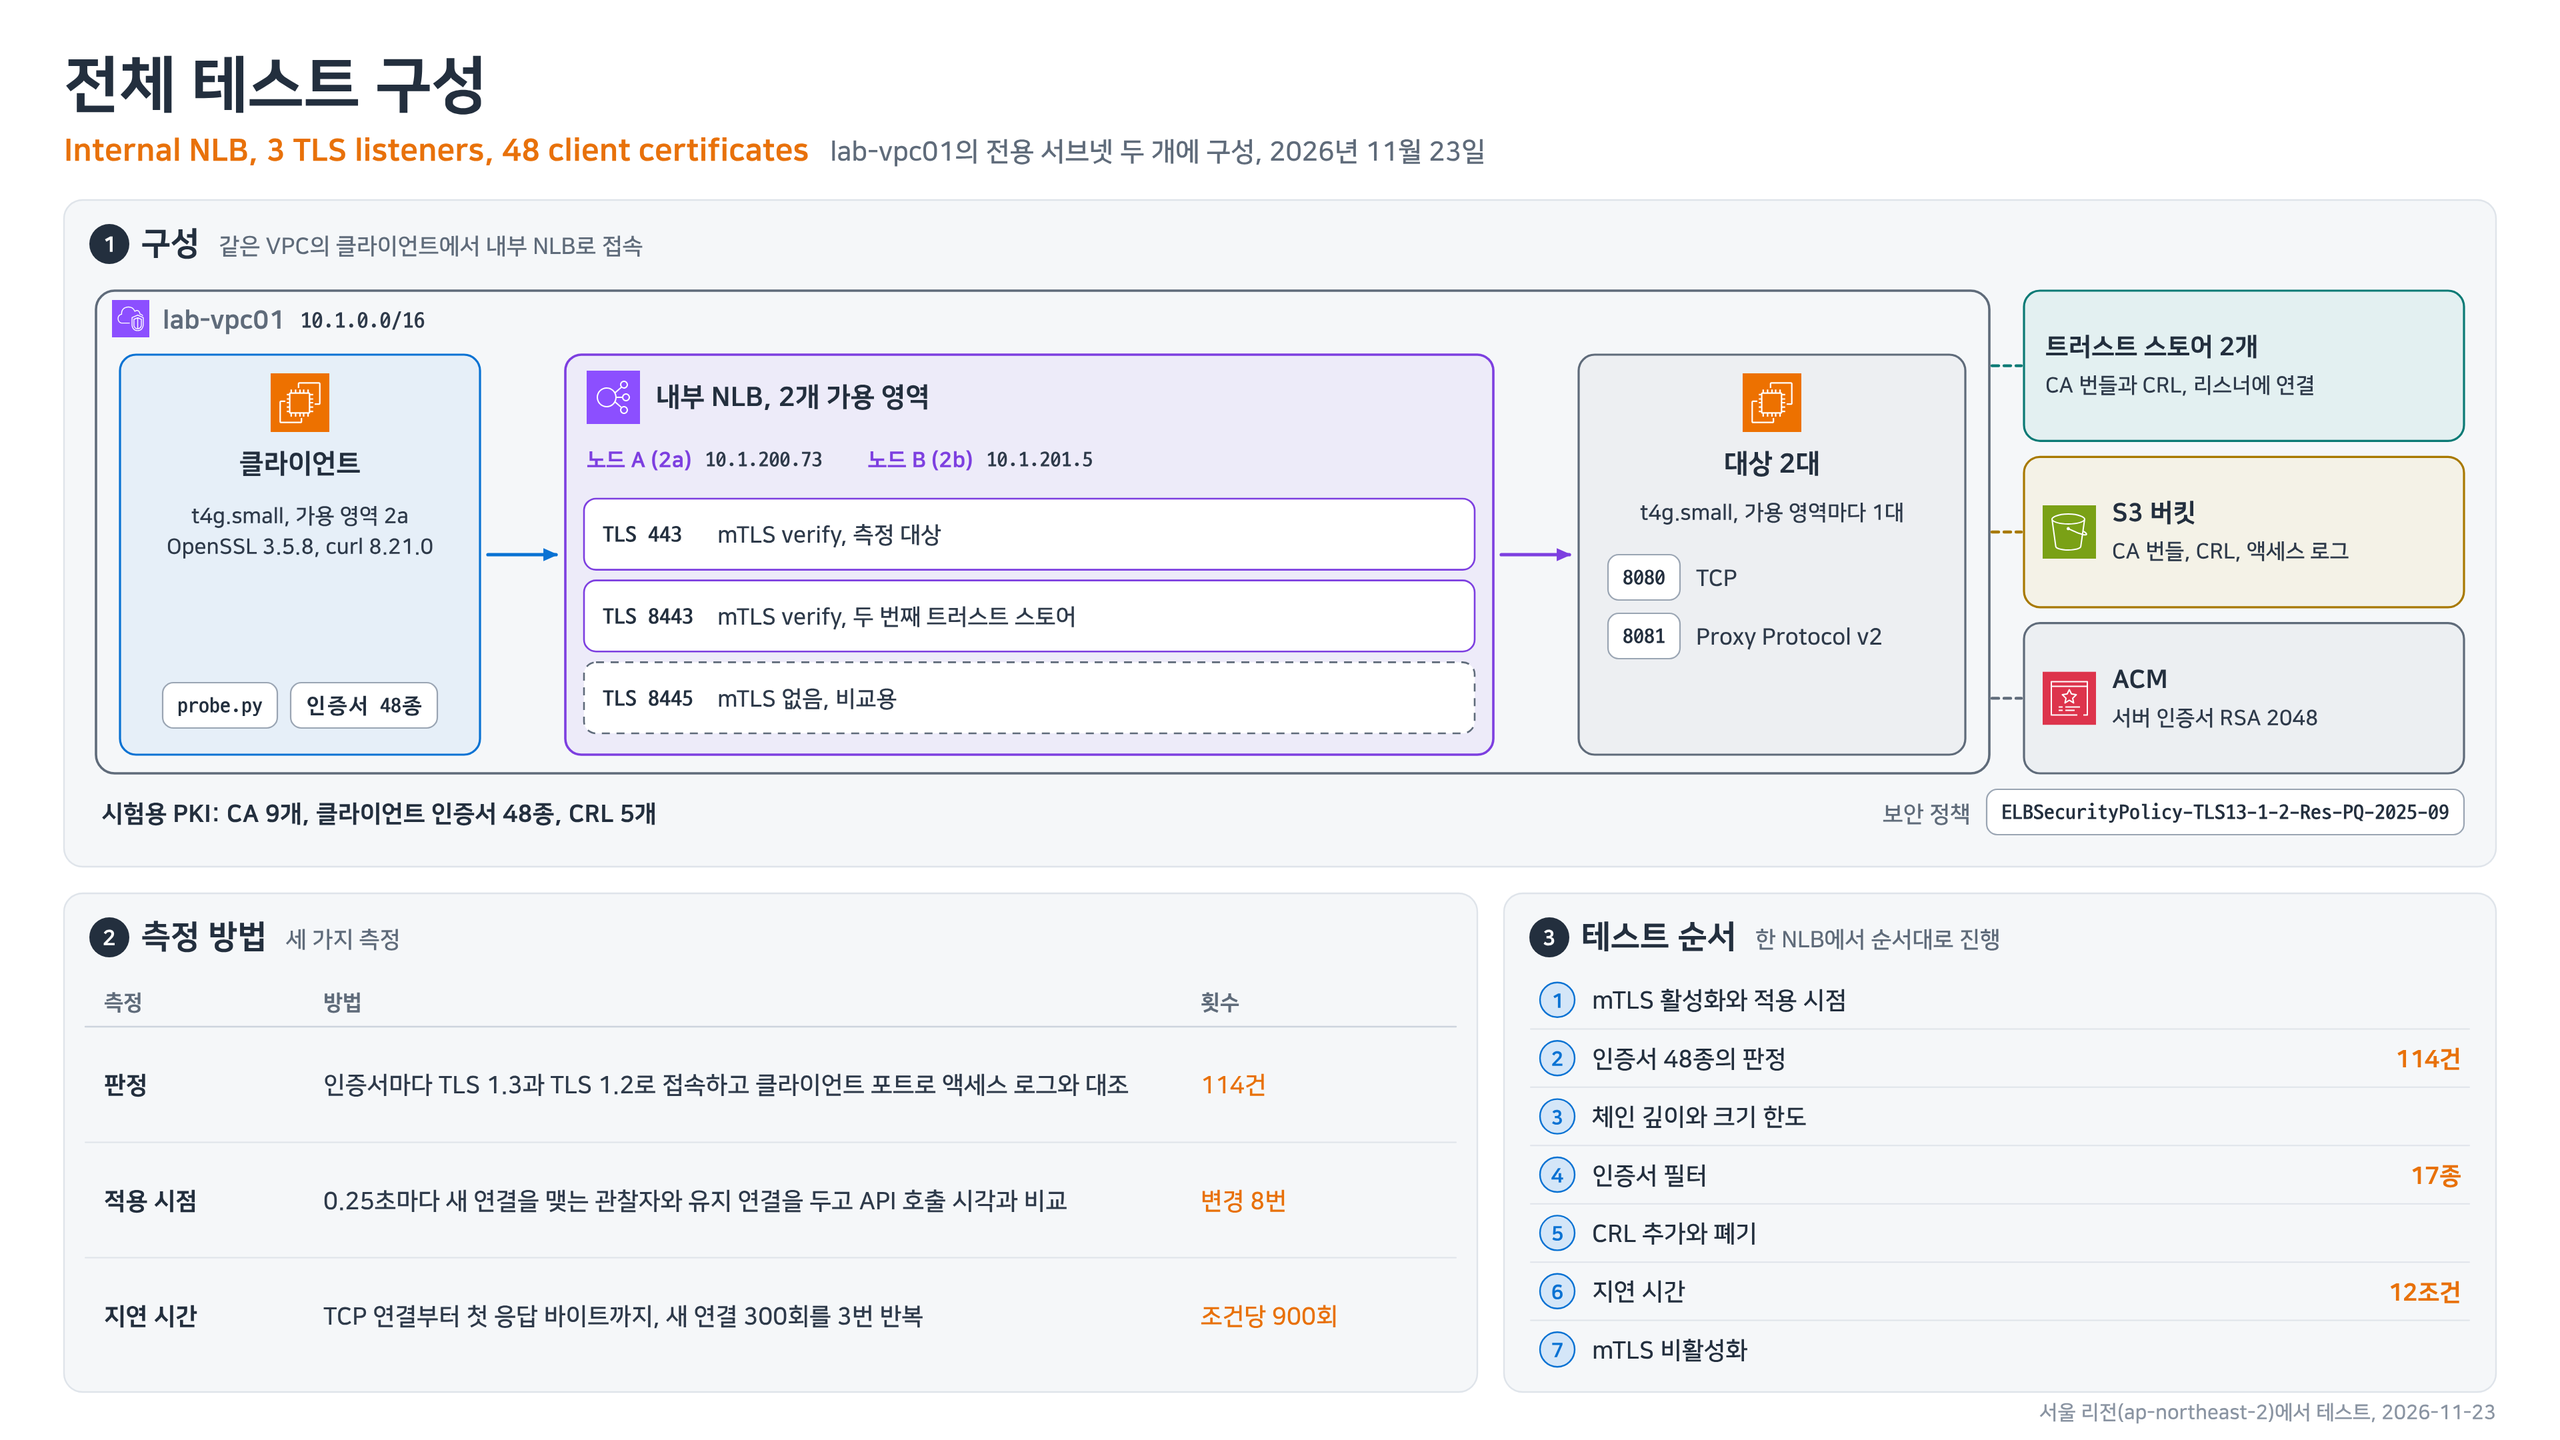 전체 테스트 구성
Internal NLB, 3 TLS listeners, 48 client certificates lab-vpc01의 전용 서브넷 두 개에 구성, 2026년 11월 23일
1 구성 같은 VPC의 클라이언트에서 내부 NLB로 접속
lab-vpc01 10.1.0.0/16
클라이언트
t4g.small, 가용 영역 2a
OpenSSL 3.5.8, curl 8.21.0
probe.py 인증서 48종
내부 NLB, 2개 가용 영역
노드 A (2a) 10.1.200.73 노드 B (2b) 10.1.201.5
TLS 443 mTLS verify, 측정 대상
TLS 8443 mTLS verify, 두 번째 트러스트 스토어
TLS 8445 mTLS 없음, 비교용
대상 2대
t4g.small, 가용 영역마다 1대
8080 TCP
8081 Proxy Protocol v2
트러스트 스토어 2개
CA 번들과 CRL, 리스너에 연결
S3 버킷
CA 번들, CRL, 액세스 로그
ACM
서버 인증서 RSA 2048
시험용 PKI: CA 9개, 클라이언트 인증서 48종, CRL 5개
보안 정책 ELBSecurityPolicy-TLS13-1-2-Res-PQ-2025-09
2 측정 방법 세 가지 측정
측정 방법 횟수
판정 인증서마다 TLS 1.3과 TLS 1.2로 접속하고 클라이언트 포트로 액세스 로그와 대조 114건
적용 시점 0.25초마다 새 연결을 맺는 관찰자와 유지 연결을 두고 API 호출 시각과 비교 변경 8번
지연 시간 TCP 연결부터 첫 응답 바이트까지, 새 연결 300회를 3번 반복 조건당 900회
3 테스트 순서 한 NLB에서 순서대로 진행
1 mTLS 활성화와 적용 시점
2 인증서 48종의 판정 114건
3 체인 깊이와 크기 한도
4 인증서 필터 17종
5 CRL 추가와 폐기
6 지연 시간 12조건
7 mTLS 비활성화
서울 리전(ap-northeast-2)에서 테스트, 2026-11-23